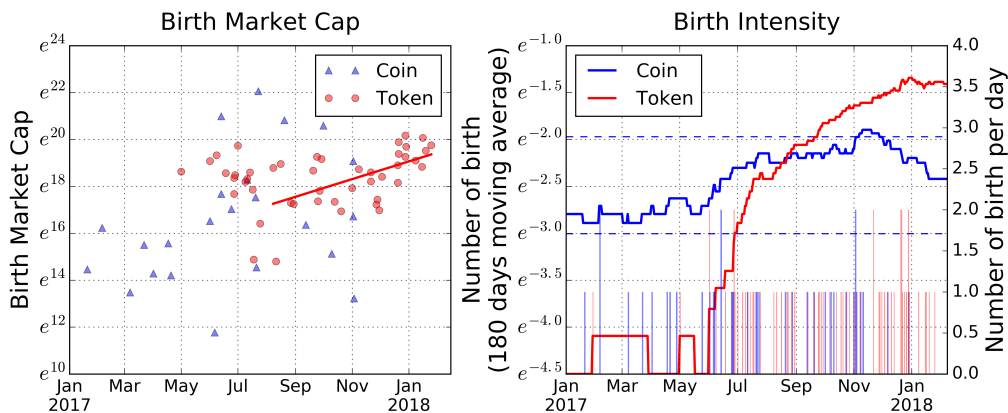 Birth Market Cap
Birth Market Cap
e^24
e^22
e^20
e^18
e^16
e^14
e^12
e^10
Coin
Token
Jan
2017
Mar
May
Jul
Sep
Nov
Jan
2018
Birth Intensity
Number of birth
(180 days moving average)
e^−1.0
e^−1.5
e^−2.0
e^−2.5
e^−3.0
e^−3.5
e^−4.0
e^−4.5
Coin
Token
4.0
3.5
3.0
2.5
2.0
1.5
1.0
0.5
0.0
Number of birth per day
Jan
2017
Mar
May
Jul
Sep
Nov
Jan
2018